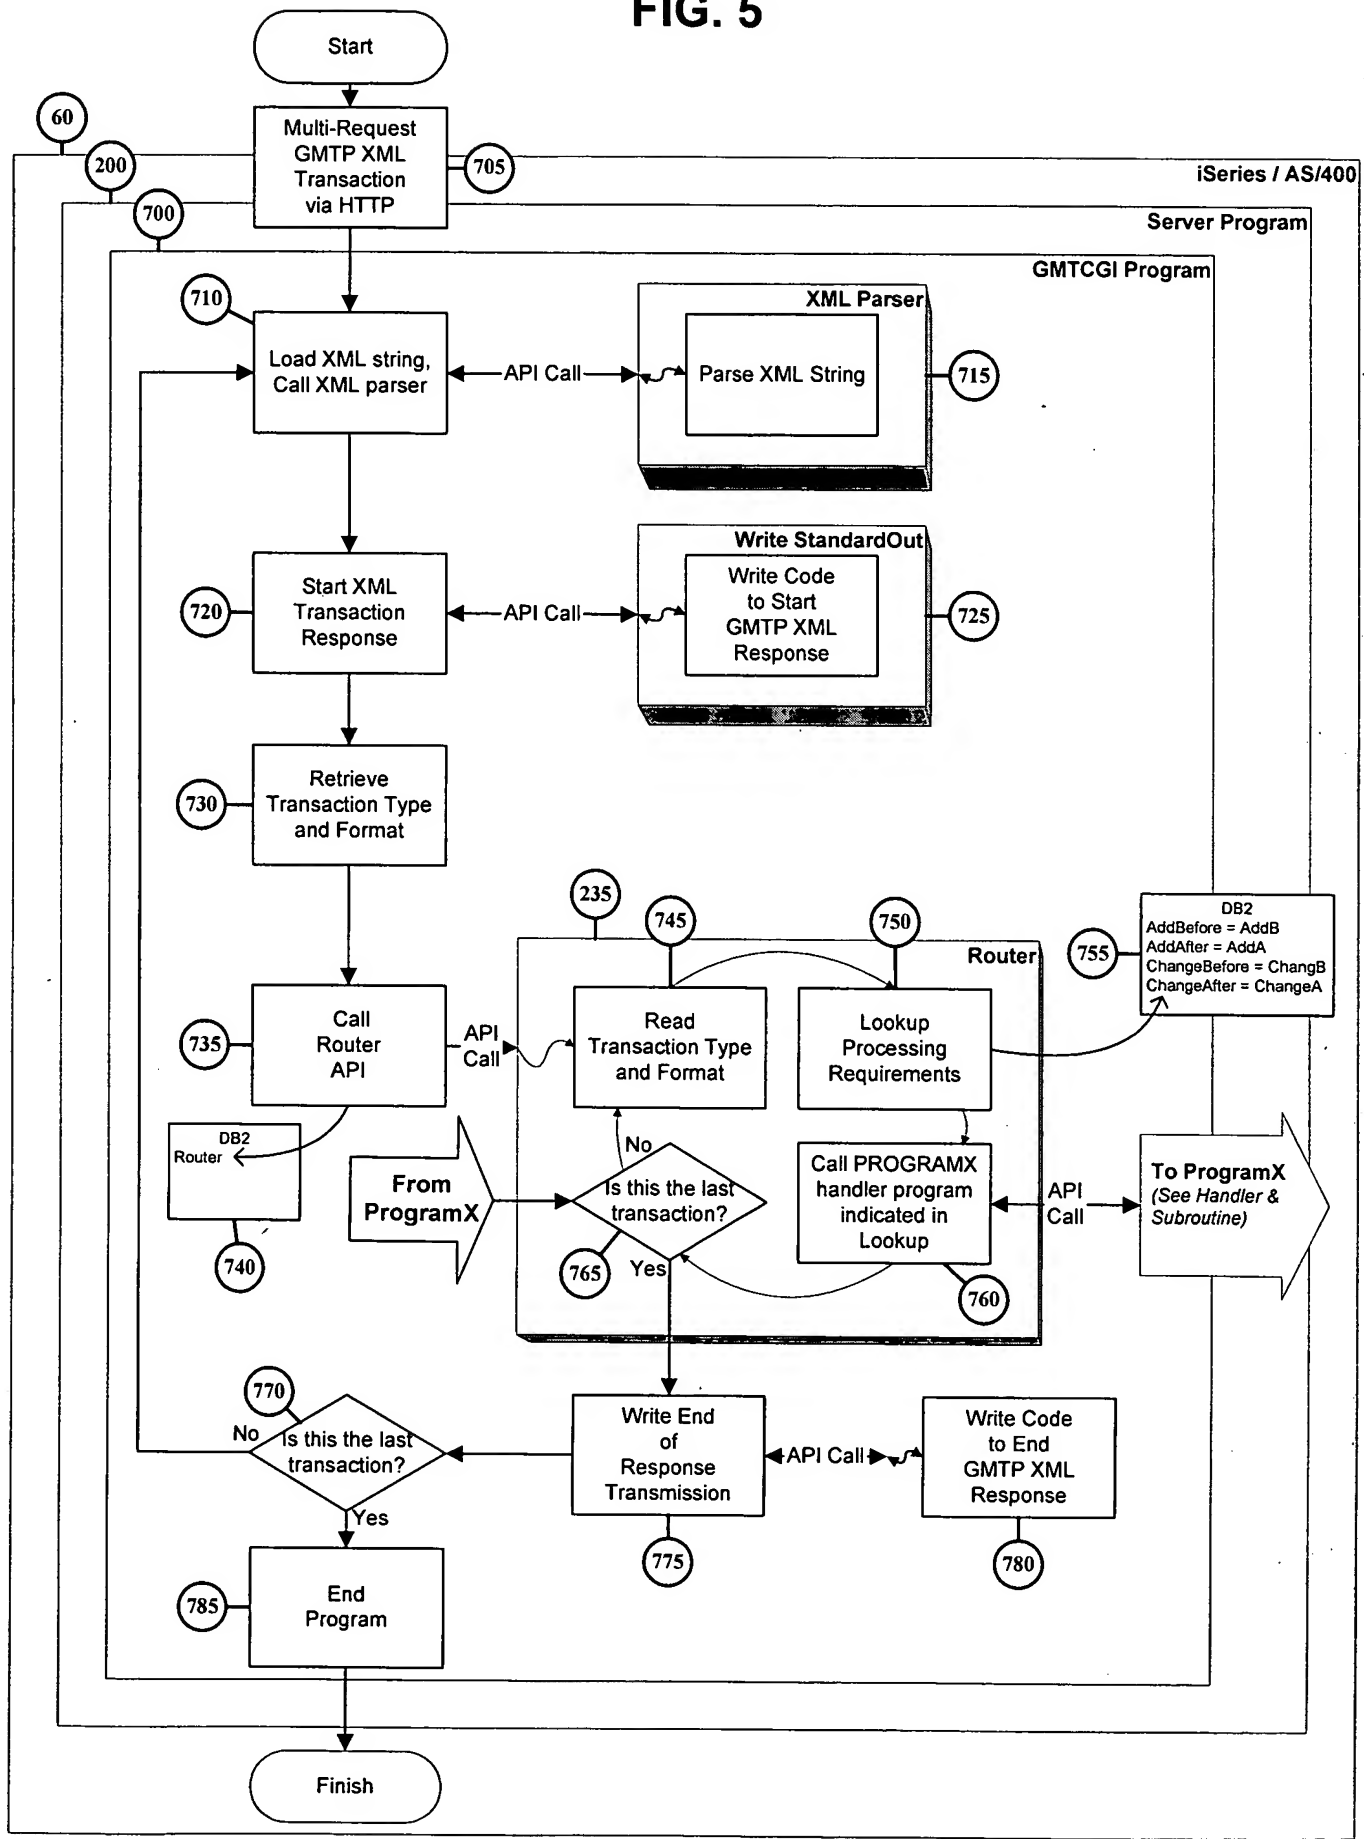 FIG. 5
Start
60
Multi-Request
GMTP XML
Transaction
via HTTP
705
200
iSeries / AS/400
700
Server Program
GMTCGI Program
710
Load XML string,
Call XML parser
API Call
XML Parser
Parse XML String
715
720
Start XML
Transaction
Response
API Call
Write StandardOut
Write Code
to Start
GMTP XML
Response
725
730
Retrieve
Transaction Type
and Format
235
745
750
Router
755
DB2
AddBefore = AddB
AddAfter = AddA
ChangeBefore = ChangB
ChangeAfter = ChangeA
735
Call
Router
API
API
Call
Read
Transaction Type
and Format
Lookup
Processing
Requirements
DB2
Router
740
From
ProgramX
No
Is this the last
transaction?
765
Yes
Call PROGRAMX
handler program
indicated in
Lookup
760
API
Call
To ProgramX
(See Handler &
Subroutine)
770
No
Is this the last
transaction?
Yes
Write End
of
Response
Transmission
775
API Call
Write Code
to End
GMTP XML
Response
780
785
End
Program
Finish